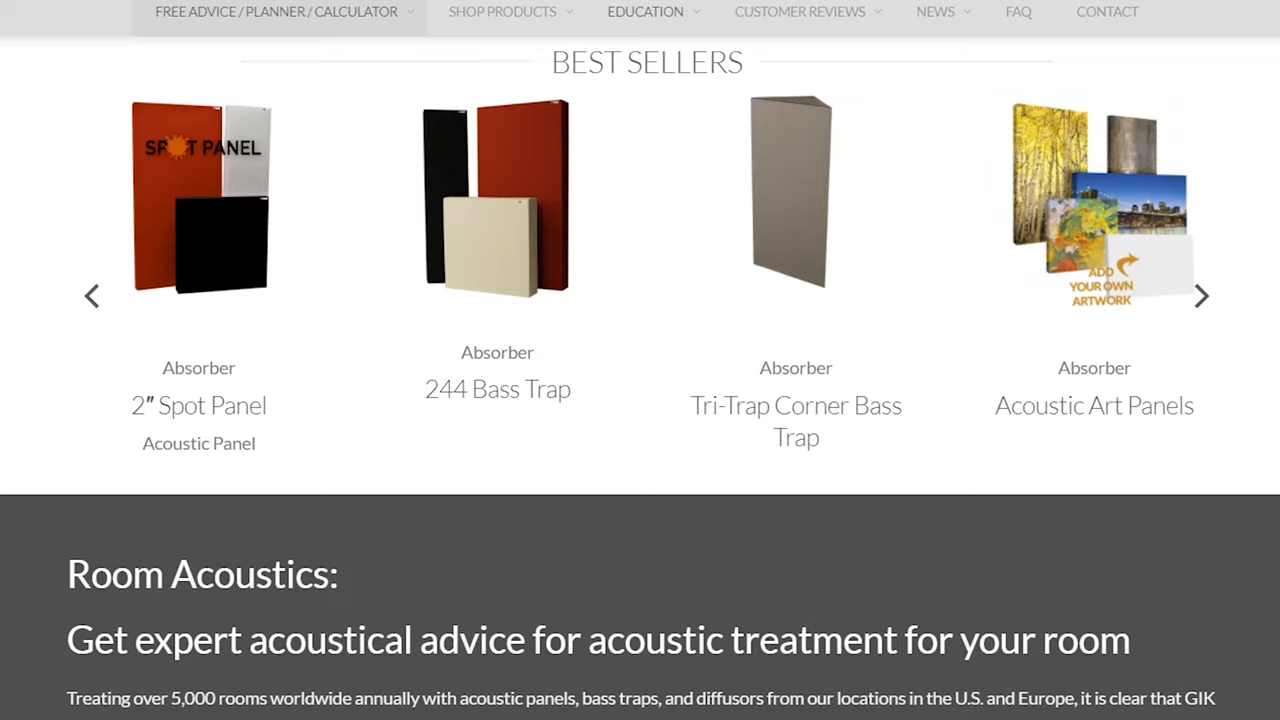 FREE ADVICE / PLANNER / CALCULATOR SHOP PRODUCTS EDUCATION CUSTOMER REVIEWS NEWS FAQ CONTACT
BEST SELLERS
SPOT PANEL
ADD
YOUR OWN
ARTWORK
Absorber
2″ Spot Panel
Acoustic Panel
Absorber
244 Bass Trap
Absorber
Tri-Trap Corner Bass
Trap
Absorber
Acoustic Art Panels
Room Acoustics:
Get expert acoustical advice for acoustic treatment for your room
Treating over 5,000 rooms worldwide annually with acoustic panels, bass traps, and diffusors from our locations in the U.S. and Europe, it is clear that GIK